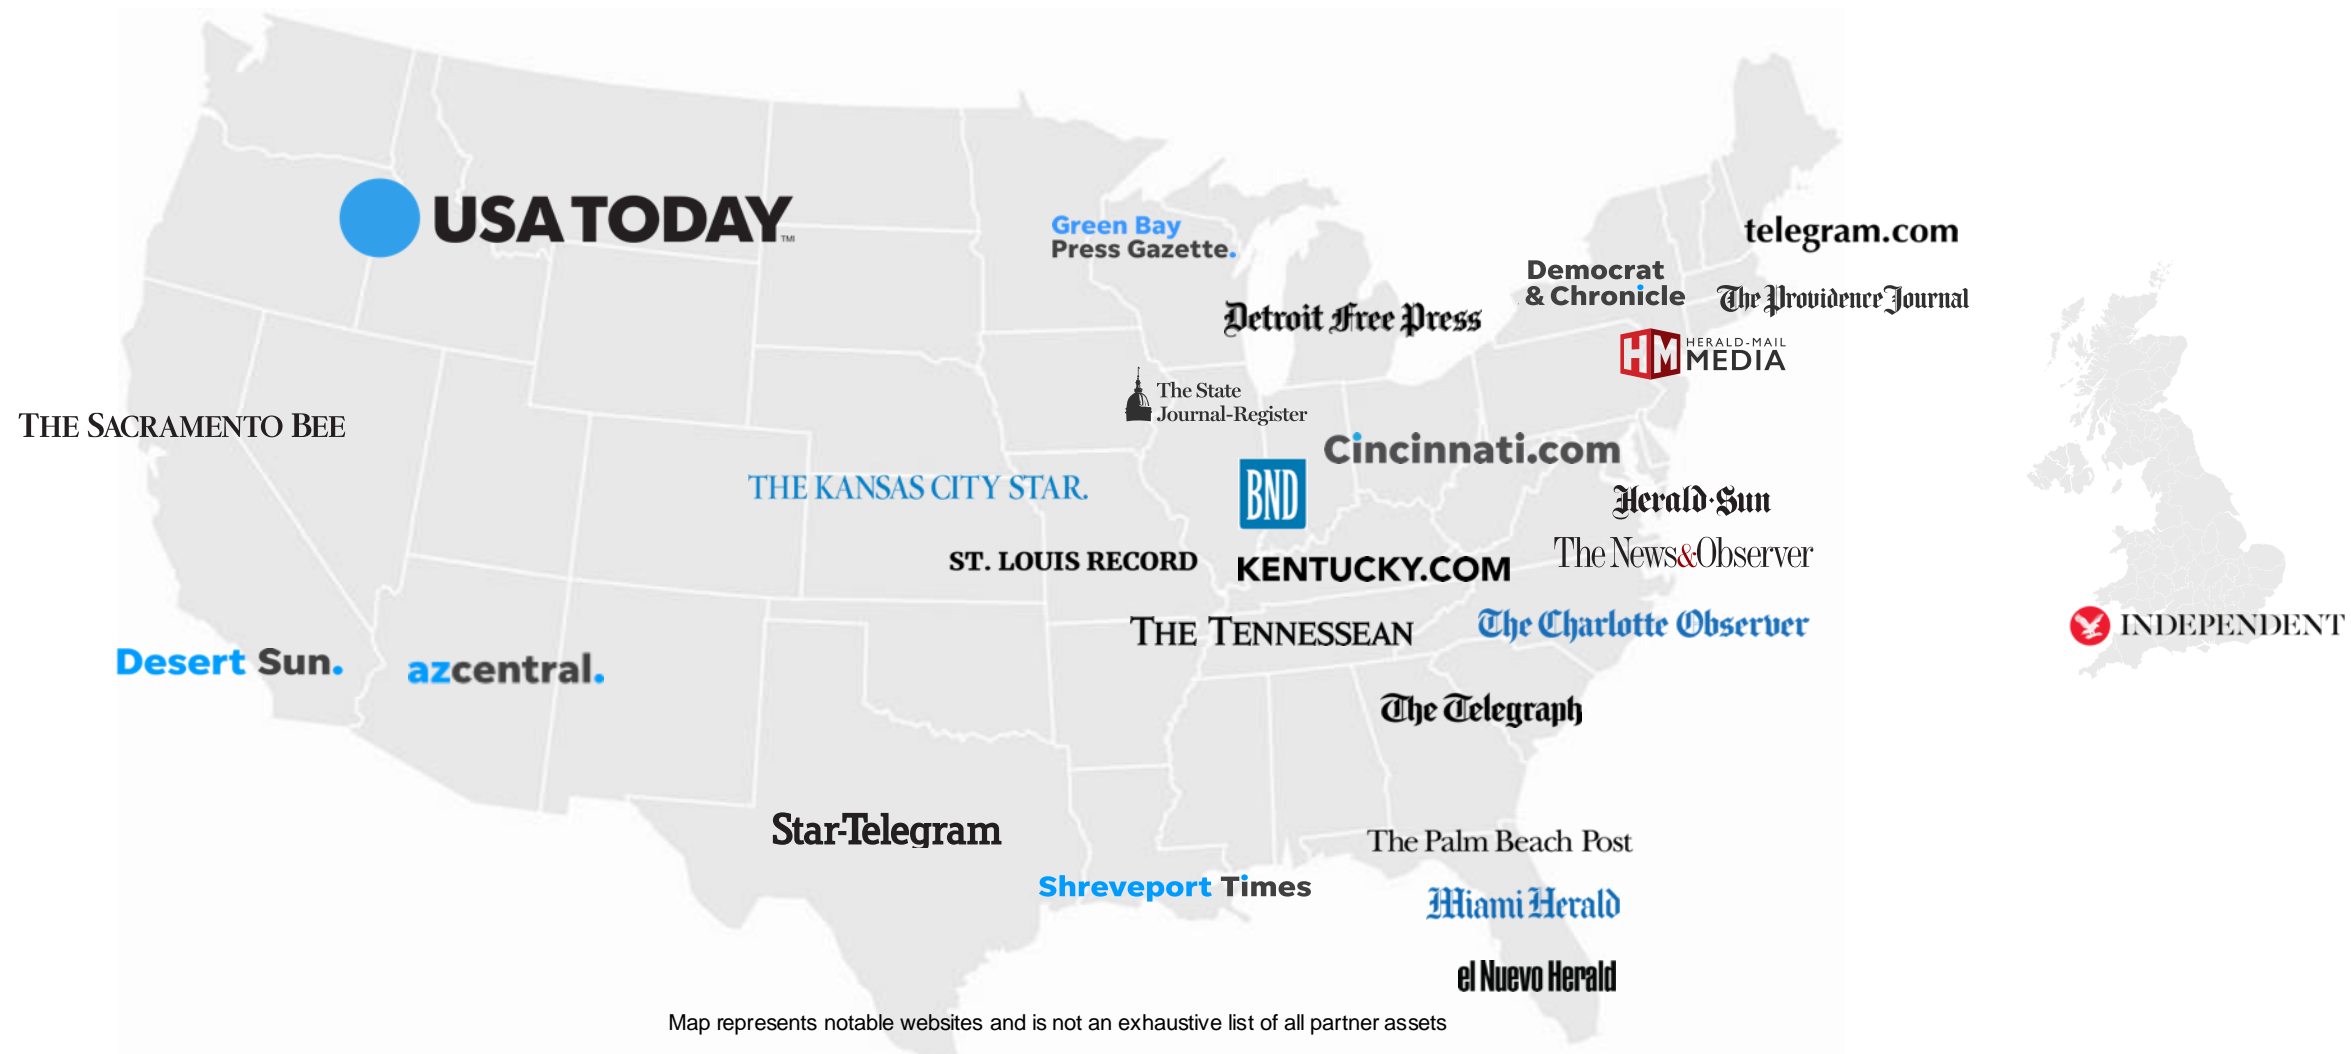 USA TODAY
TM
Green Bay
Press Gazette.
telegram.com
Democrat
& Chronicle
The Providence Journal
Detroit Free Press
HM
HERALD-MAIL
MEDIA
The State
Journal-Register
THE SACRAMENTO BEE
Cincinnati.com
THE KANSAS CITY STAR.
BND
Herald·Sun
The News&Observer
ST. LOUIS RECORD
KENTUCKY.COM
THE TENNESSEAN
The Charlotte Observer
INDEPENDENT
Desert Sun.
azcentral.
The Telegraph
Star-Telegram
The Palm Beach Post
Shreveport Times
Miami Herald
el Nuevo Herald
Map represents notable websites and is not an exhaustive list of all partner assets